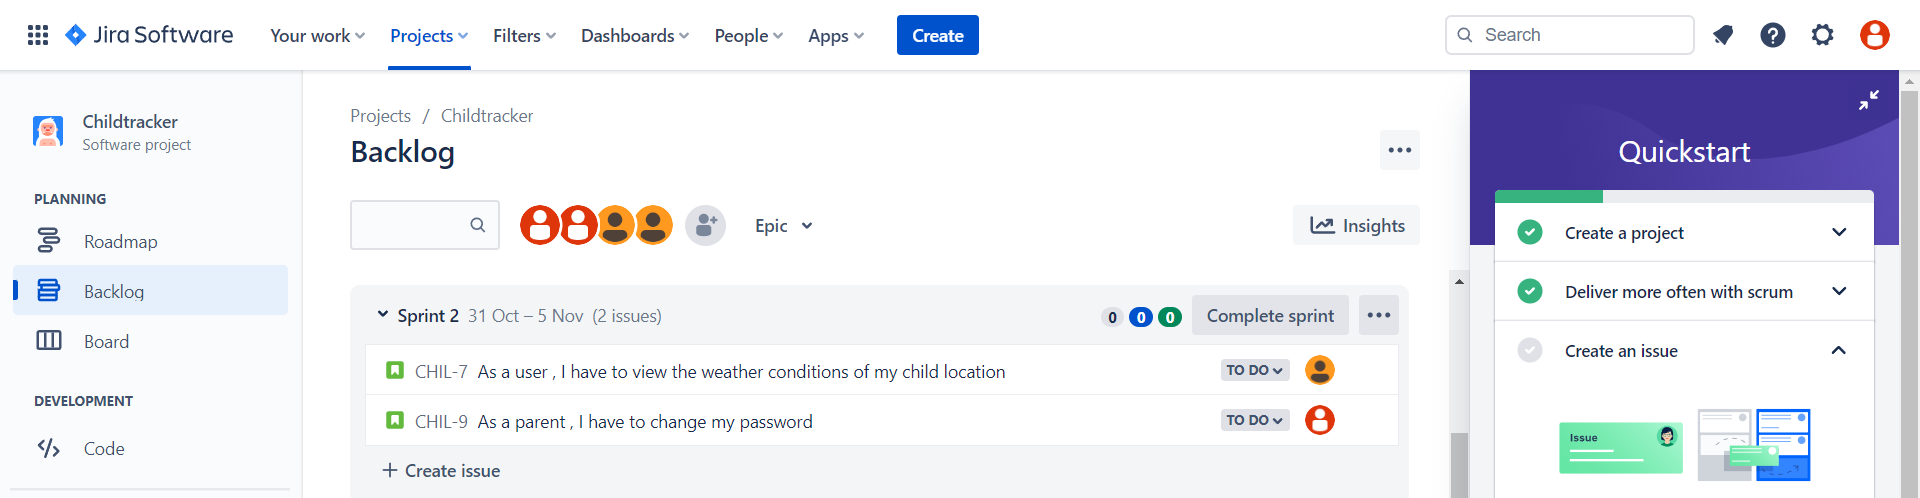 Jira Software Your work Projects Filters Dashboards People Apps Create Search
Childtracker
Software project
PLANNING
Roadmap
Backlog
Board
DEVELOPMENT
Code
Projects / Childtracker
Backlog
Epic Insights
Sprint 2 31 Oct – 5 Nov (2 issues) 0 0 0 Complete sprint
CHIL-7 As a user , I have to view the weather conditions of my child location TO DO
CHIL-9 As a parent , I have to change my password TO DO
+ Create issue
Quickstart
Create a project
Deliver more often with scrum
Create an issue
Issue